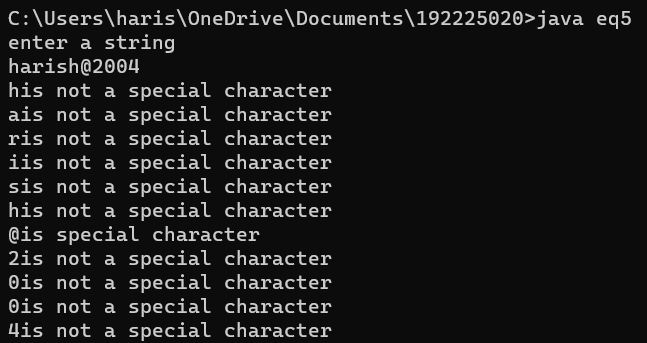 C:\Users\haris\OneDrive\Documents\192225020>java eq5
enter a string
harish@2004
his not a special character
ais not a special character
ris not a special character
iis not a special character
sis not a special character
his not a special character
@is special character
2is not a special character
0is not a special character
0is not a special character
4is not a special character